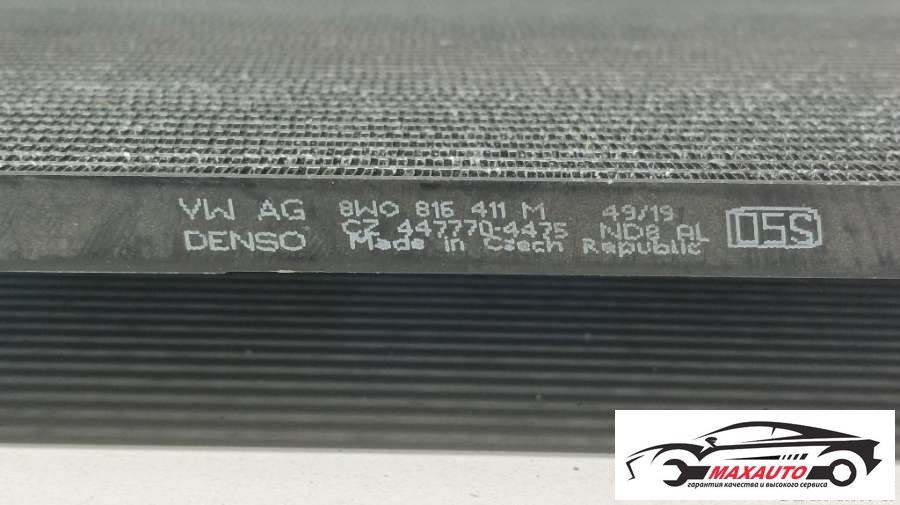 VW AG 8W0 816 411 M 49/19
DENSO CZ 447770-4475 ND8 AL
Made in Czech Republic
05S
MAXAUTO
гарантия качества и высокого сервиса